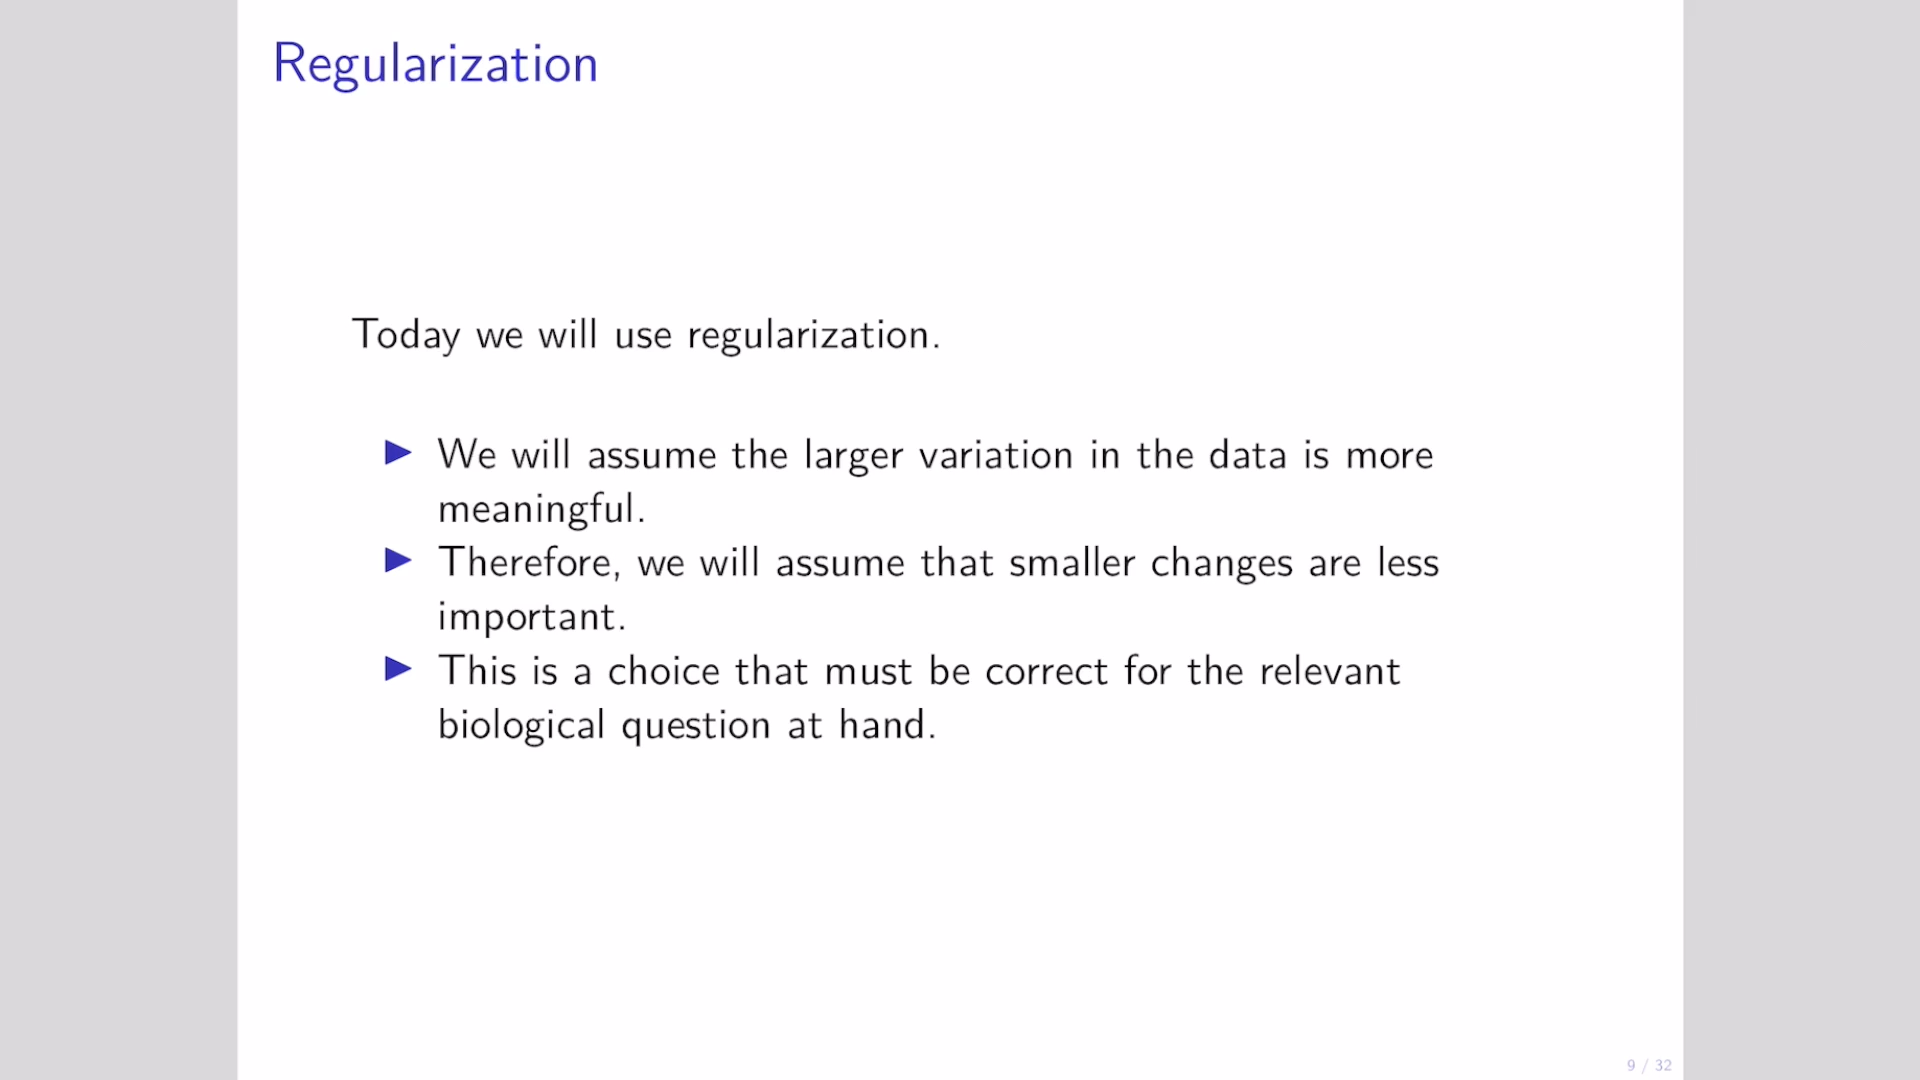 Regularization
Today we will use regularization.
▶ We will assume the larger variation in the data is more
meaningful.
▶ Therefore, we will assume that smaller changes are less
important.
▶ This is a choice that must be correct for the relevant
biological question at hand.
9 / 32